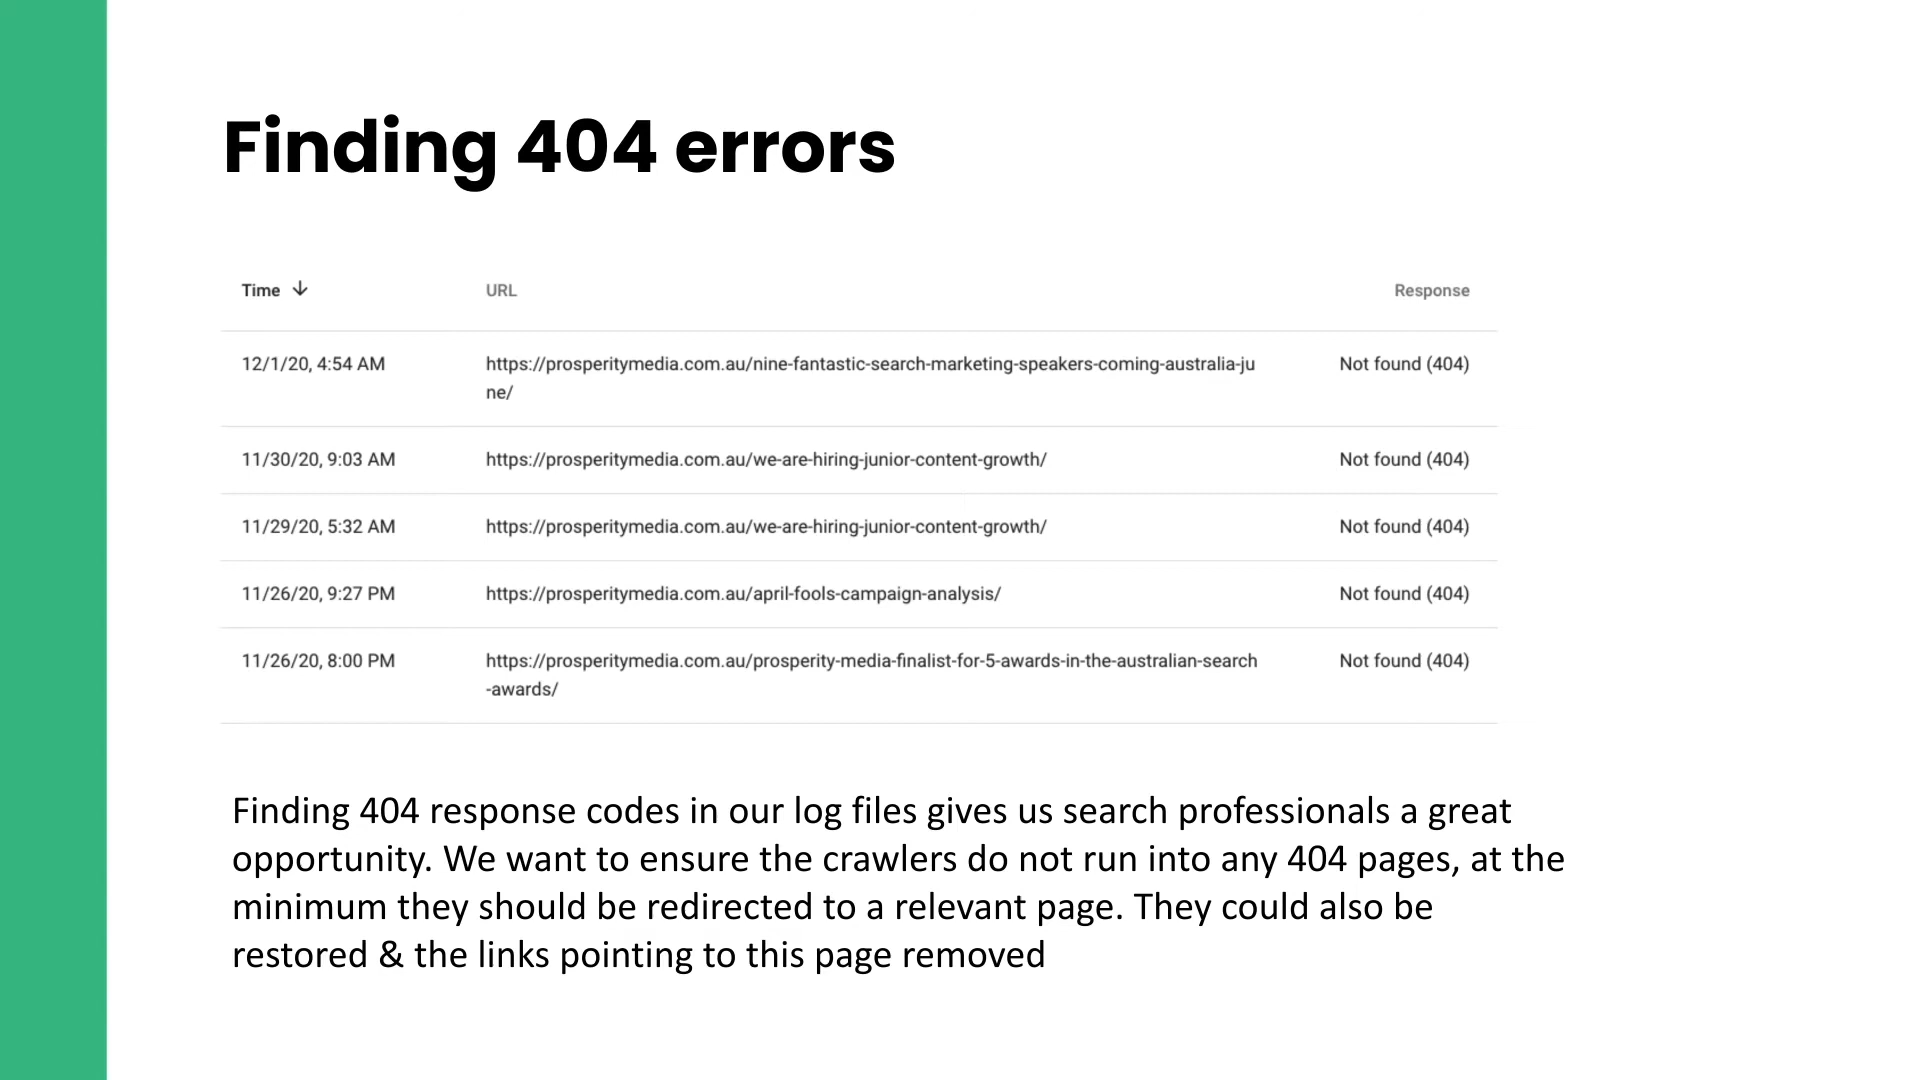 Finding 404 errors
Time ↓ URL Response
12/1/20, 4:54 AM https://prosperitymedia.com.au/nine-fantastic-search-marketing-speakers-coming-australia-ju Not found (404)
ne/
11/30/20, 9:03 AM https://prosperitymedia.com.au/we-are-hiring-junior-content-growth/ Not found (404)
11/29/20, 5:32 AM https://prosperitymedia.com.au/we-are-hiring-junior-content-growth/ Not found (404)
11/26/20, 9:27 PM https://prosperitymedia.com.au/april-fools-campaign-analysis/ Not found (404)
11/26/20, 8:00 PM https://prosperitymedia.com.au/prosperity-media-finalist-for-5-awards-in-the-australian-search Not found (404)
-awards/
Finding 404 response codes in our log files gives us search professionals a great
opportunity. We want to ensure the crawlers do not run into any 404 pages, at the
minimum they should be redirected to a relevant page. They could also be
restored & the links pointing to this page removed